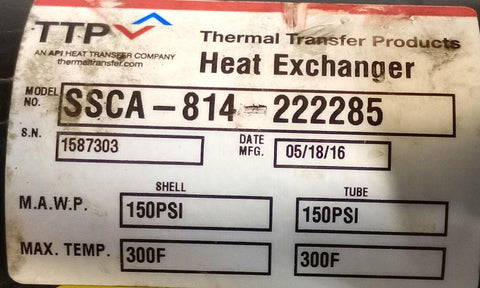 TTP
AN API HEAT TRANSFER COMPANY
thermaltransfer.com
Thermal Transfer Products
Heat Exchanger
MODEL NO. SSCA-814-222285
S.N. 1587303 DATE MFG. 05/18/16
SHELL TUBE
M.A.W.P. 150PSI 150PSI
MAX. TEMP. 300F 300F